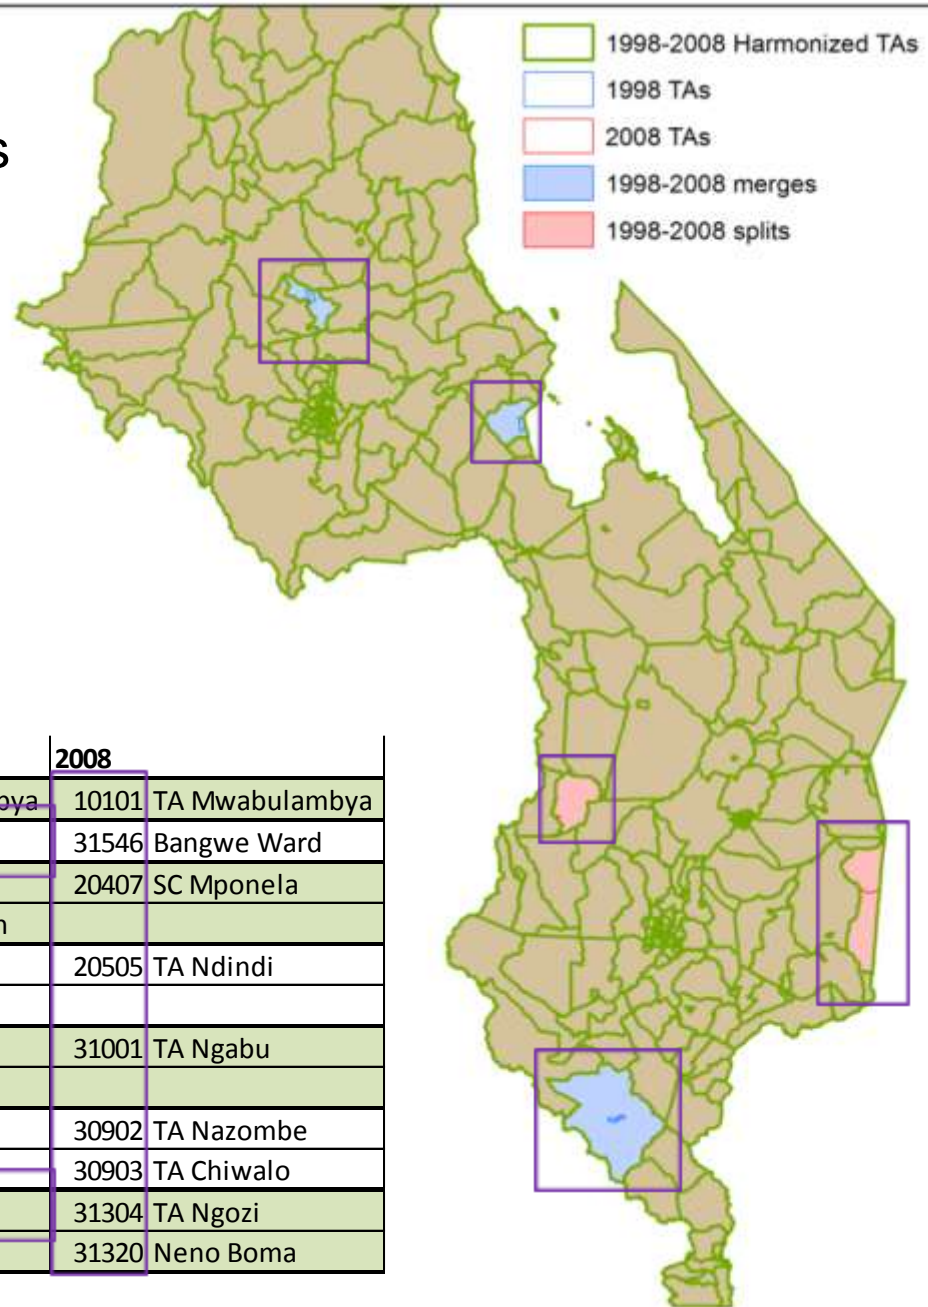 s
1998-2008 Harmonized TAs
1998 TAs
2008 TAs
1998-2008 merges
1998-2008 splits
2008
bya 10101 TA Mwabulambya
31546 Bangwe Ward
20407 SC Mponela
n
20505 TA Ndindi
31001 TA Ngabu
30902 TA Nazombe
30903 TA Chiwalo
31304 TA Ngozi
31320 Neno Boma